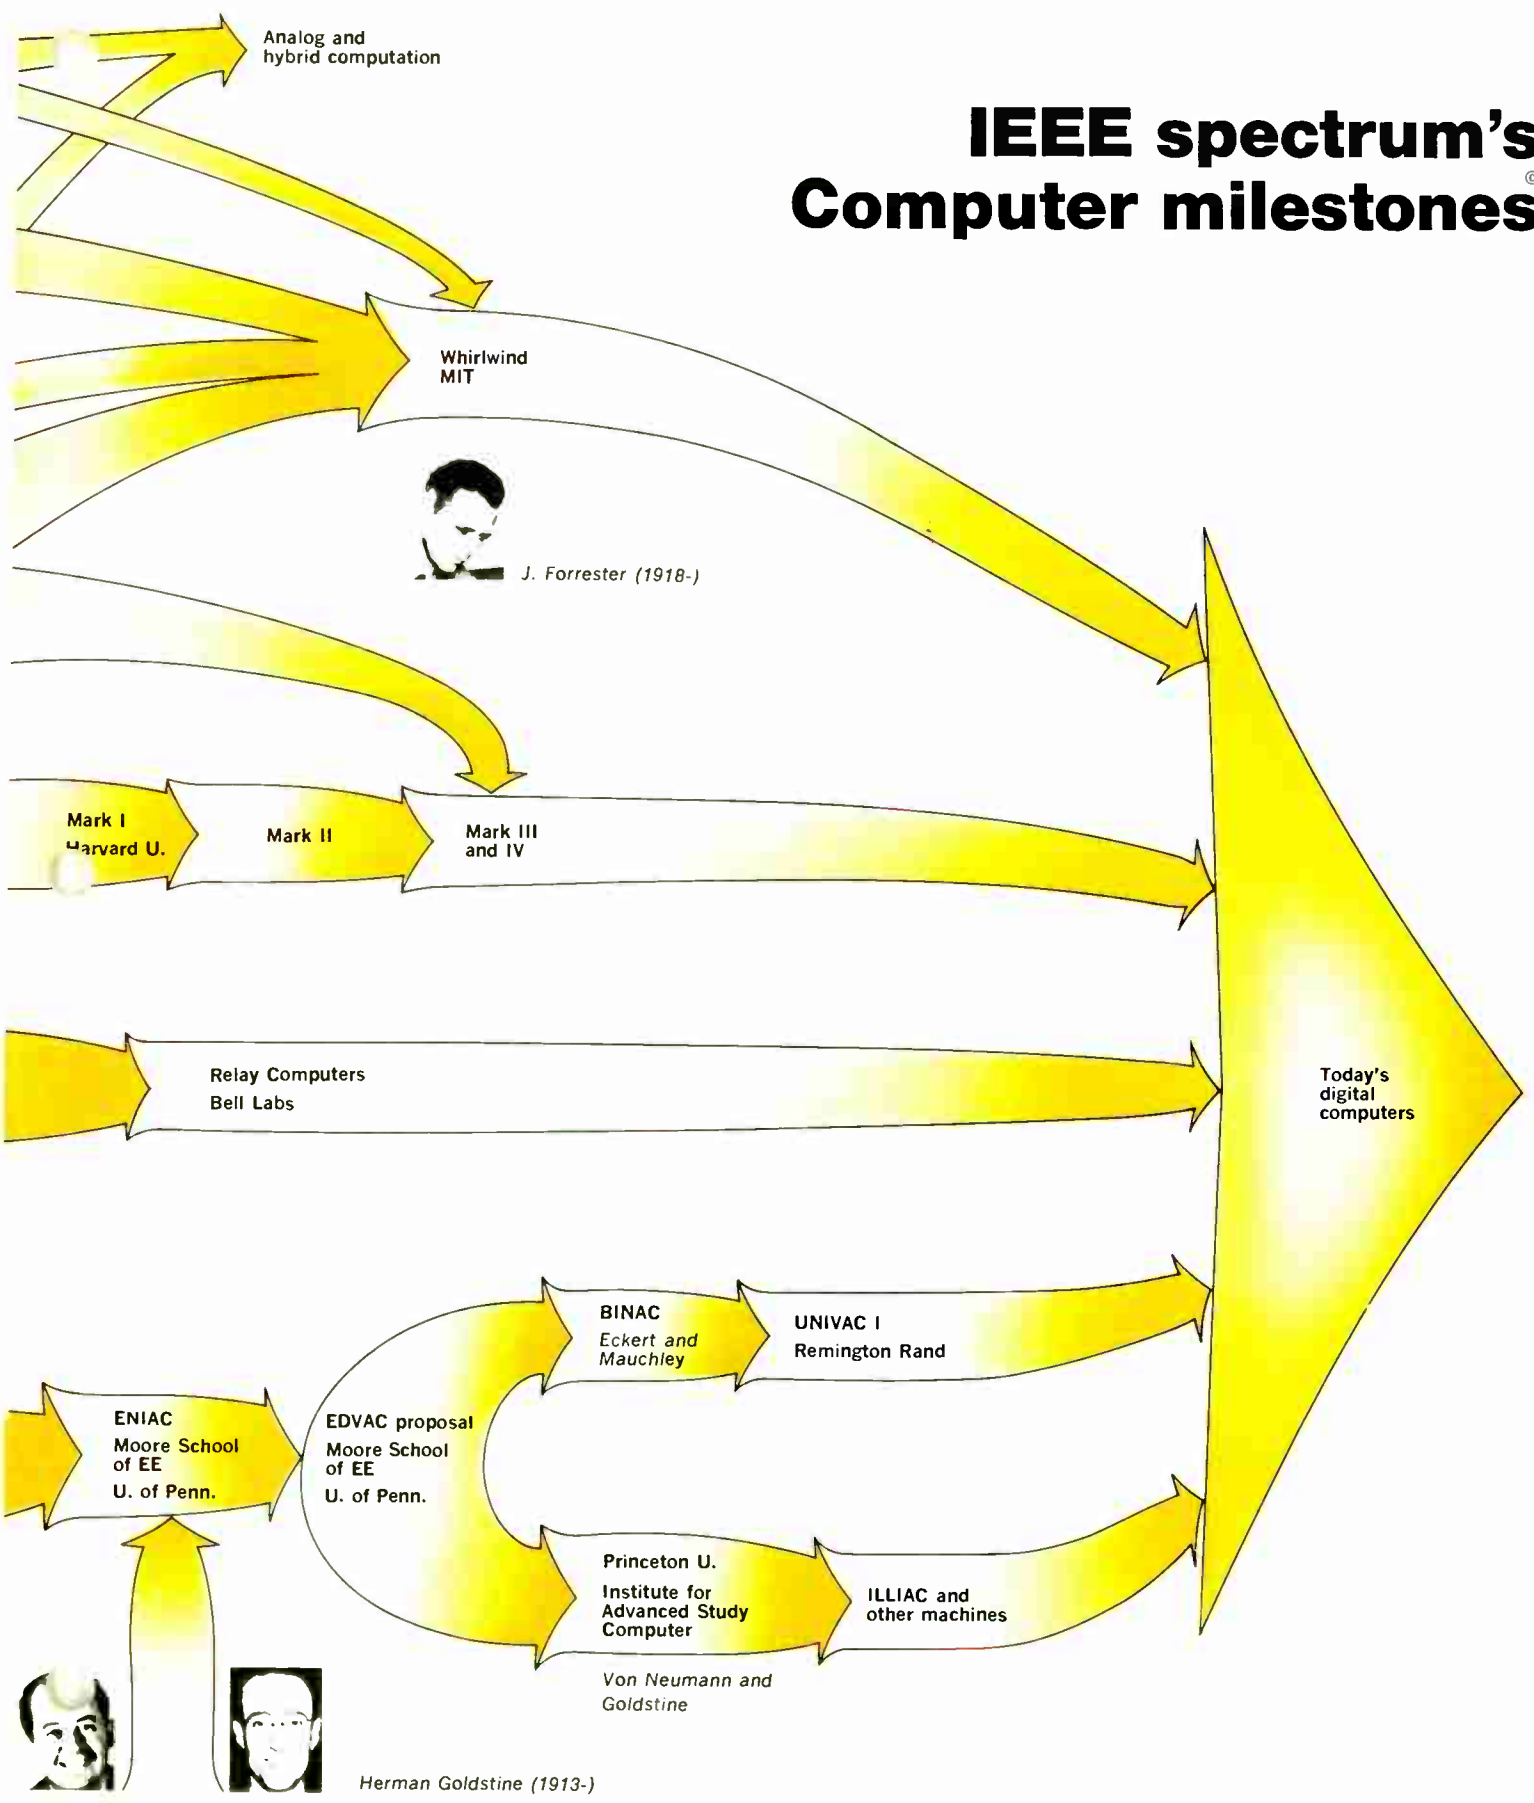 Analog and
hybrid computation
IEEE spectrum's
Computer milestones
©
Whirlwind
MIT
J. Forrester (1918-)
Mark I
Harvard U.
Mark II
Mark III
and IV
Relay Computers
Bell Labs
Today's
digital
computers
BINAC
Eckert and
Mauchley
UNIVAC I
Remington Rand
ENIAC
Moore School
of EE
U. of Penn.
EDVAC proposal
Moore School
of EE
U. of Penn.
Princeton U.
Institute for
Advanced Study
Computer
Von Neumann and
Goldstine
ILLIAC and
other machines
Herman Goldstine (1913-)